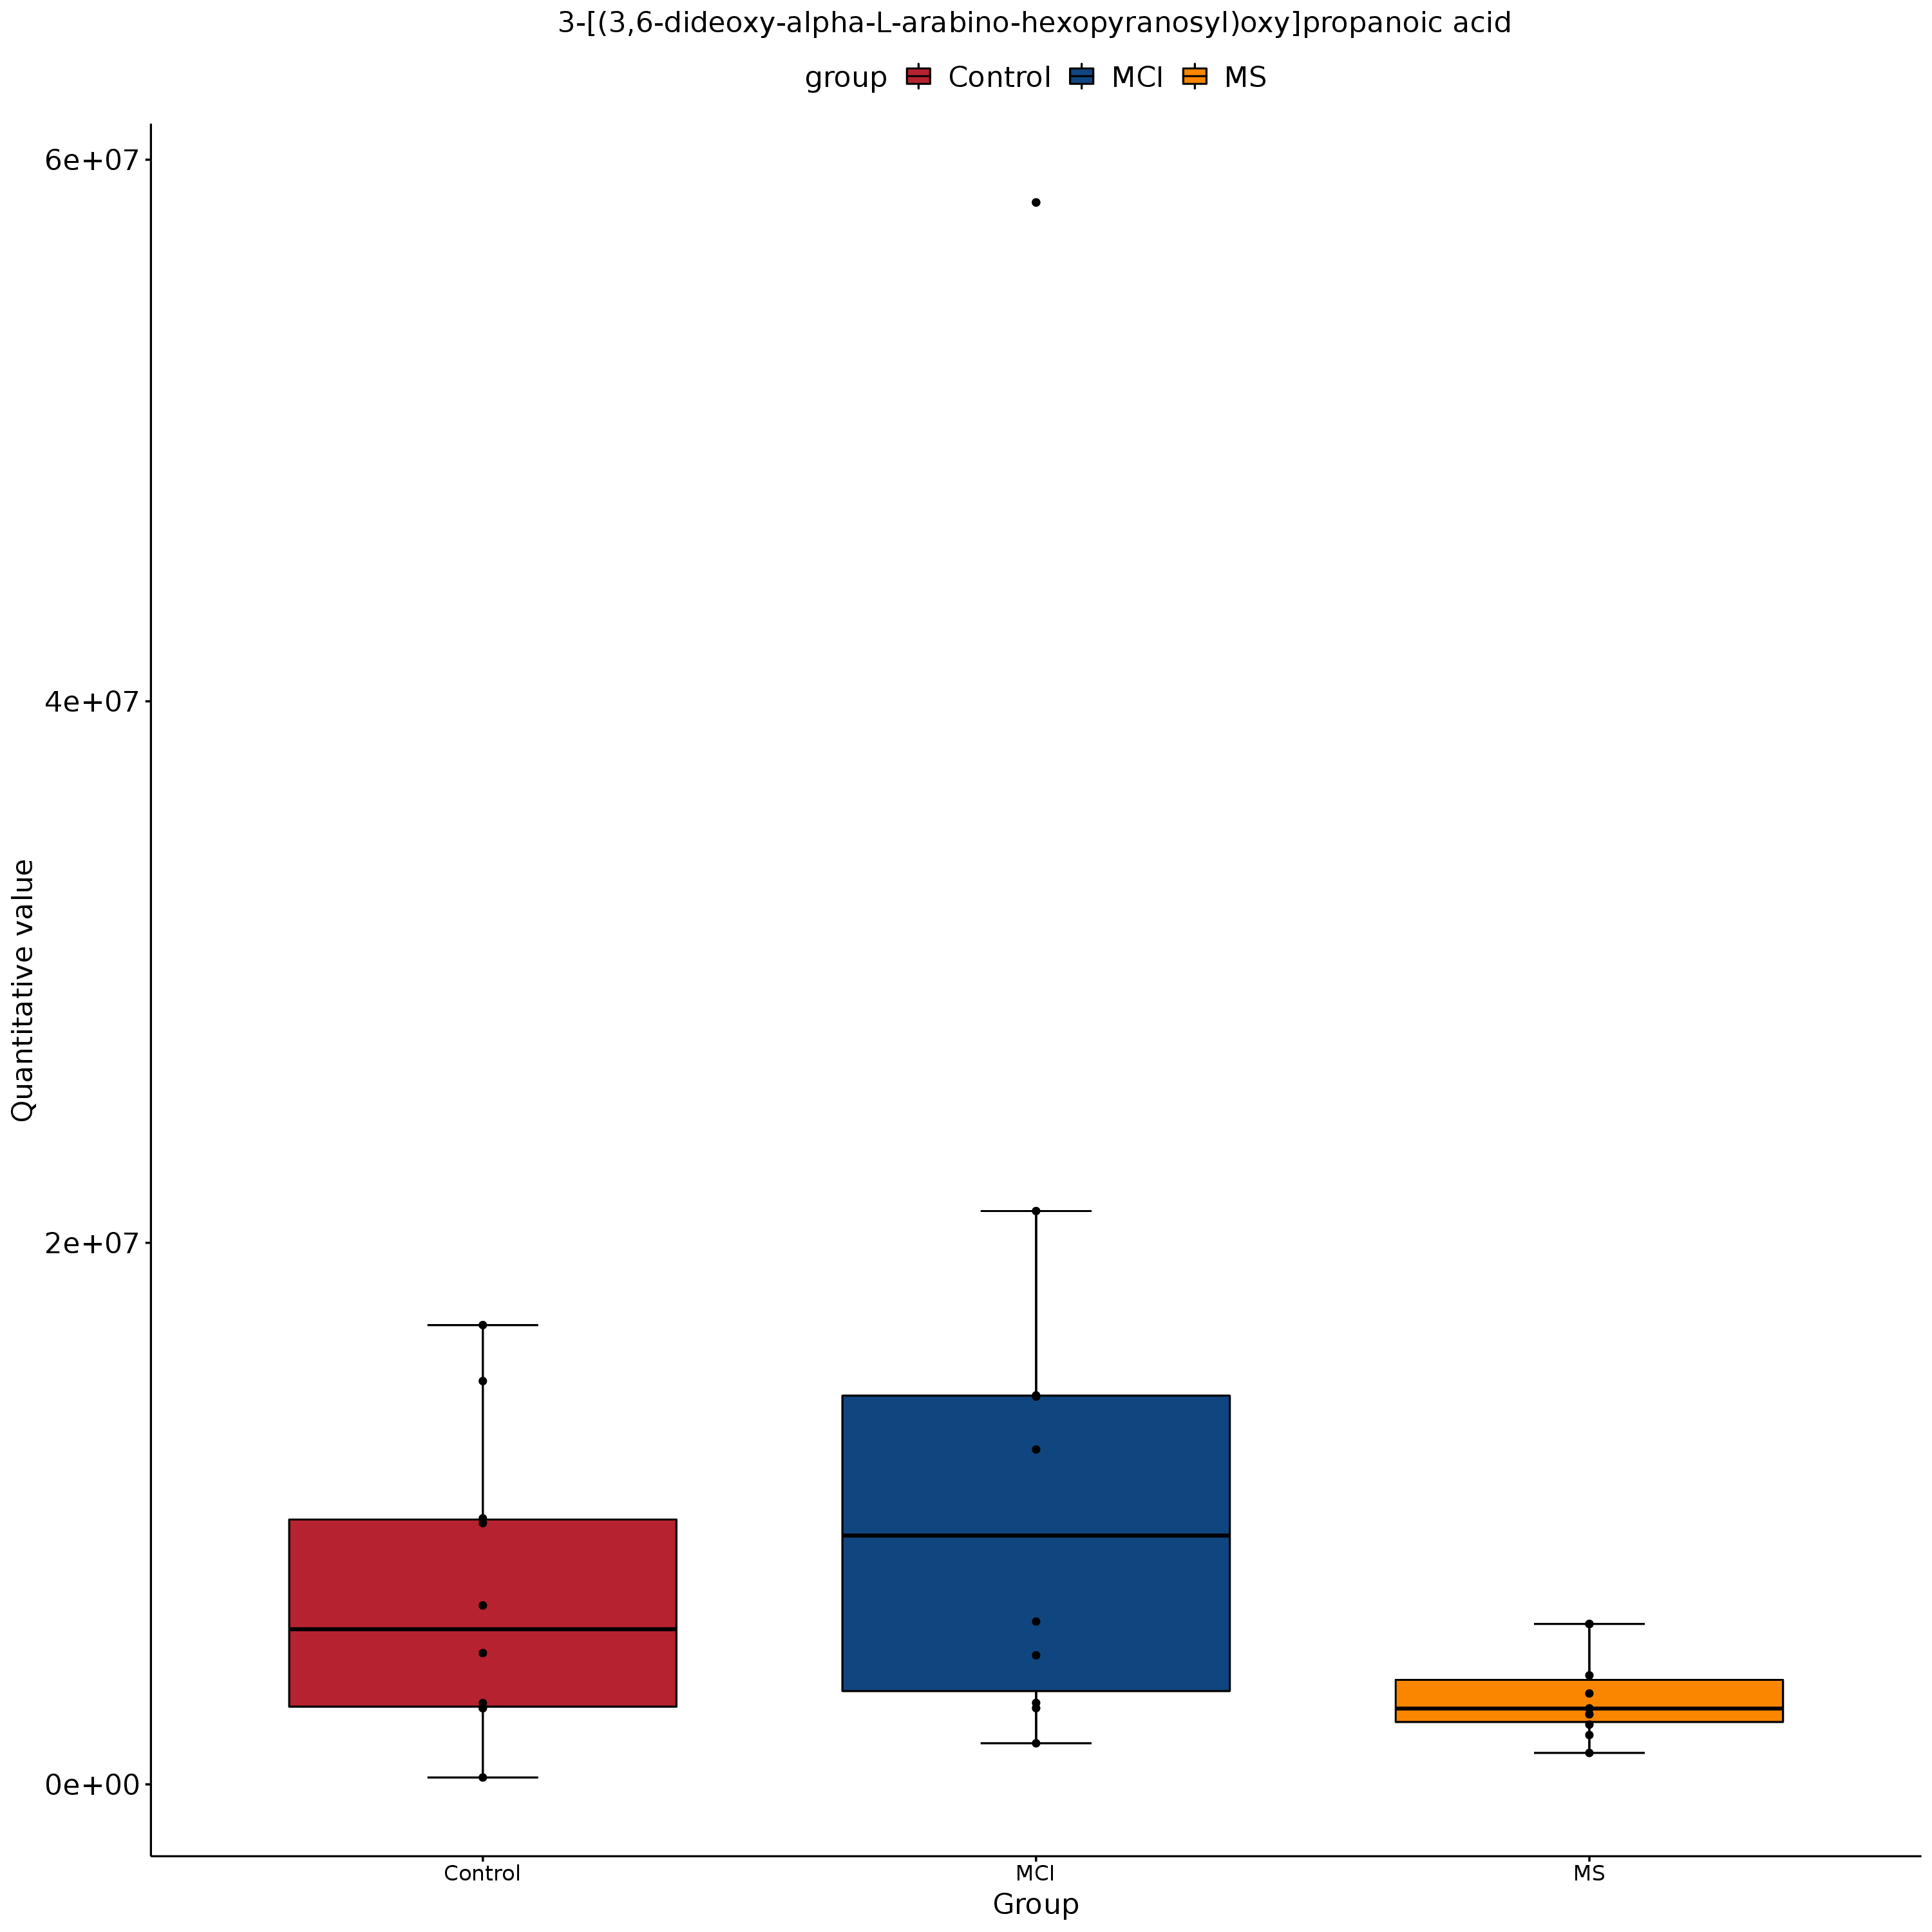 3-[(3,6-dideoxy-alpha-L-arabino-hexopyranosyl)oxy]propanoic acid
group Control MCI MS
6e+07
4e+07
2e+07
0e+00
Quantitative value
Control MCI MS
Group